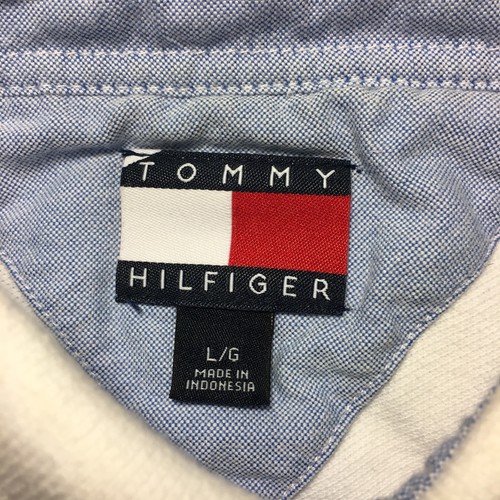 TOMMY
HILFIGER
L/G
MADE IN
INDONESIA